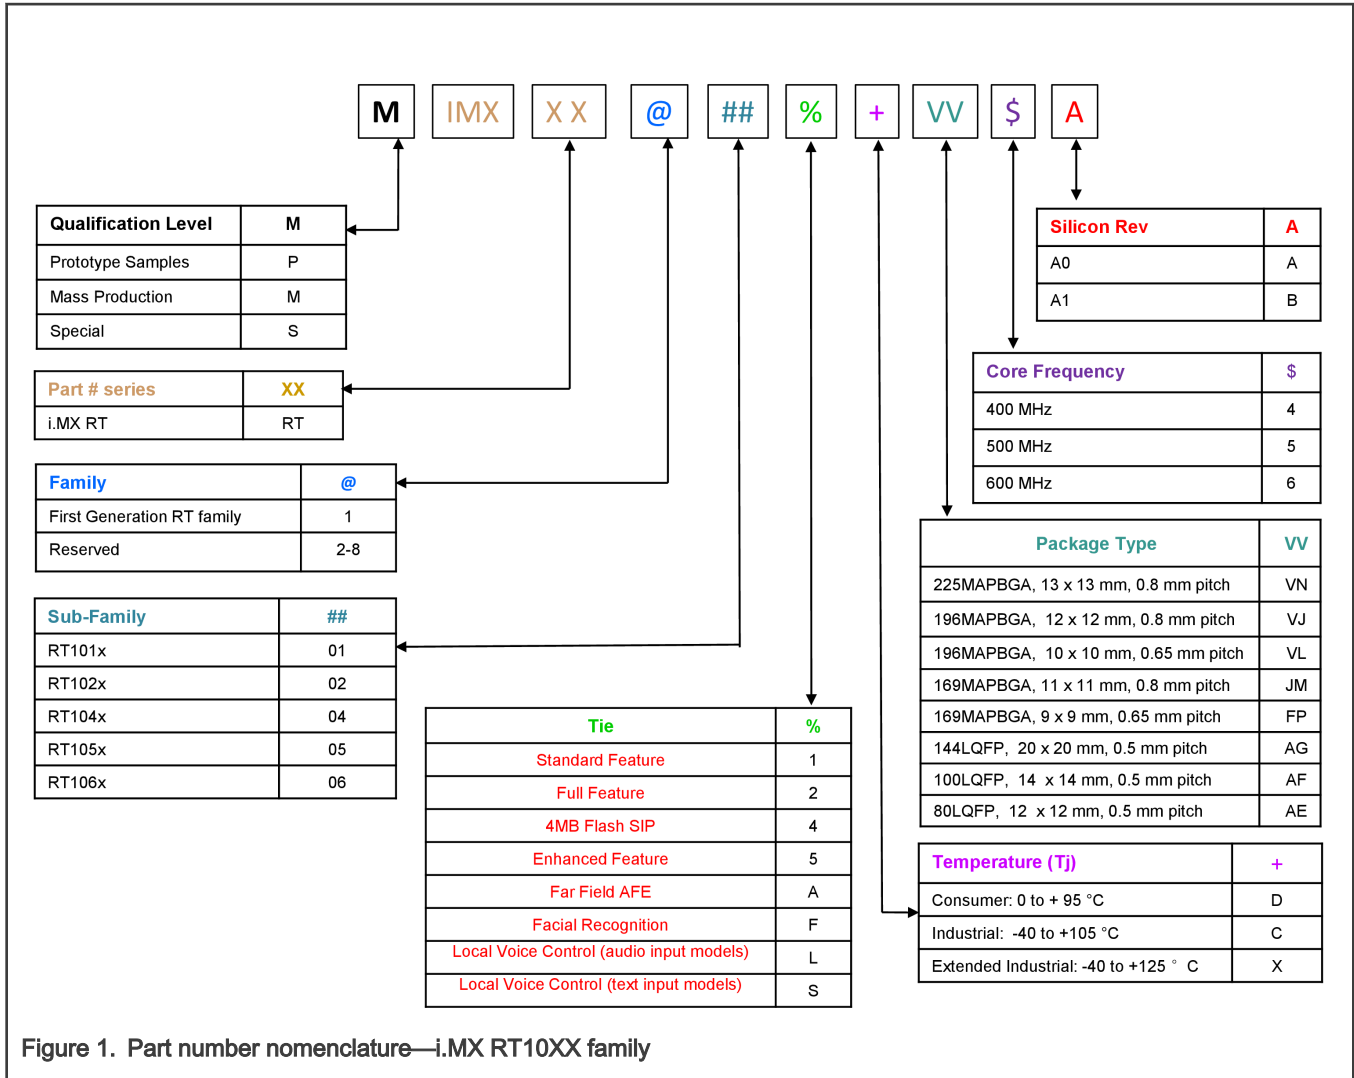 M IMX X X @ ## % + VV $ A
Qualification Level M
Prototype Samples P
Mass Production M
Special S
Part # series XX
i.MX RT RT
Family @
First Generation RT family 1
Reserved 2-8
Sub-Family ##
RT101x 01
RT102x 02
RT104x 04
RT105x 05
RT106x 06
Tie %
Standard Feature 1
Full Feature 2
4MB Flash SIP 4
Enhanced Feature 5
Far Field AFE A
Facial Recognition F
Local Voice Control (audio input models) L
Local Voice Control (text input models) S
Silicon Rev A
A0 A
A1 B
Core Frequency $
400 MHz 4
500 MHz 5
600 MHz 6
Package Type VV
225MAPBGA, 13 x 13 mm, 0.8 mm pitch VN
196MAPBGA, 12 x 12 mm, 0.8 mm pitch VJ
196MAPBGA, 10 x 10 mm, 0.65 mm pitch VL
169MAPBGA, 11 x 11 mm, 0.8 mm pitch JM
169MAPBGA, 9 x 9 mm, 0.65 mm pitch FP
144LQFP, 20 x 20 mm, 0.5 mm pitch AG
100LQFP, 14 x 14 mm, 0.5 mm pitch AF
80LQFP, 12 x 12 mm, 0.5 mm pitch AE
Temperature (Tj) +
Consumer: 0 to + 95 °C D
Industrial: -40 to +105 °C C
Extended Industrial: -40 to +125 ° C X
Figure 1. Part number nomenclature—i.MX RT10XX family